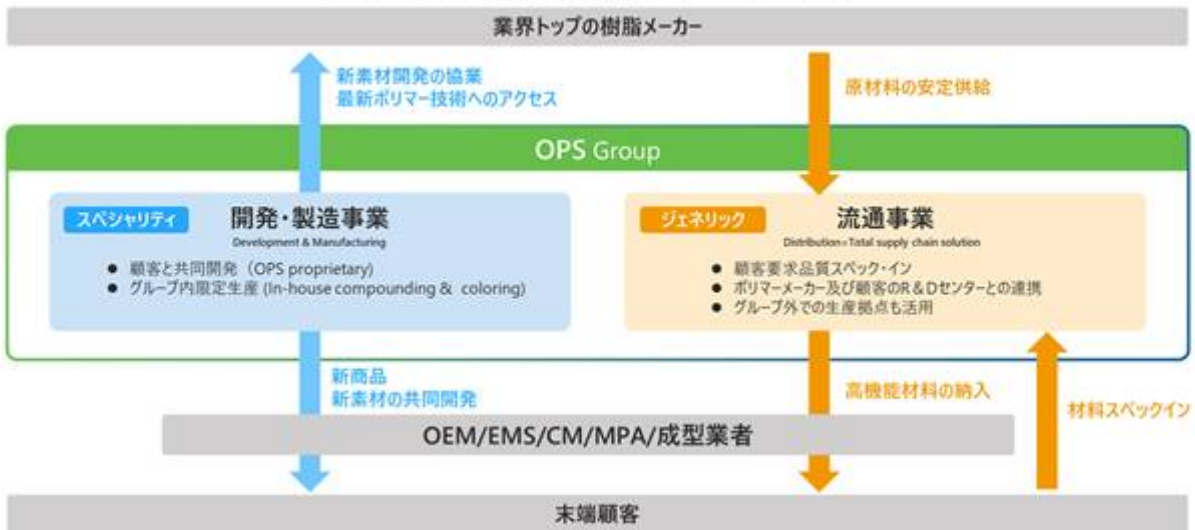 業界トップの樹脂メーカー
新素材開発の協業
最新ポリマー技術へのアクセス
原材料の安定供給
OPS Group
スペシャリティ
開発・製造事業
Development & Manufacturing
● 顧客と共同開発（OPS proprietary)
● グループ内限定生産 (In-house compounding & coloring)
ジェネリック
流通事業
Distribution=Total supply chain solution
● 顧客要求品質スペック・イン
● ポリマーメーカー及び顧客のR＆Dセンターとの連携
● グループ外での生産拠点も活用
新商品
新素材の共同開発
高機能材料の納入
材料スペックイン
OEM/EMS/CM/MPA/成型業者
末端顧客